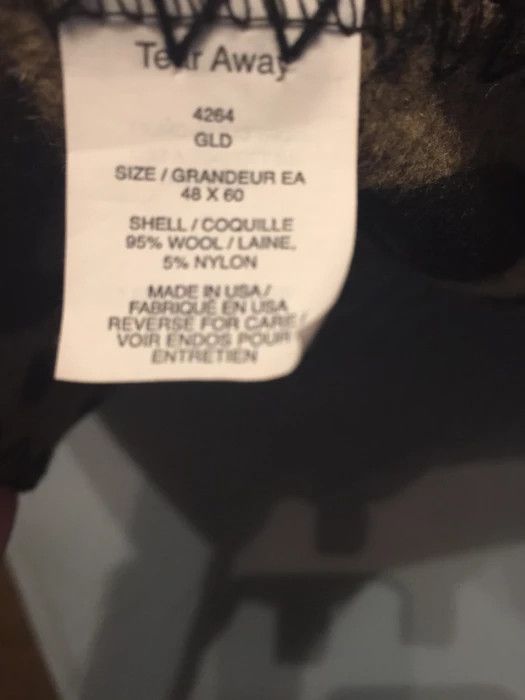 Tear Away
4264
GLD
SIZE / GRANDEUR EA
48 X 60
SHELL / COQUILLE
95% WOOL / LAINE,
5% NYLON
MADE IN USA /
FABRIQUÉ EN USA
REVERSE FOR CARE /
VOIR ENDOS POUR
ENTRETIEN